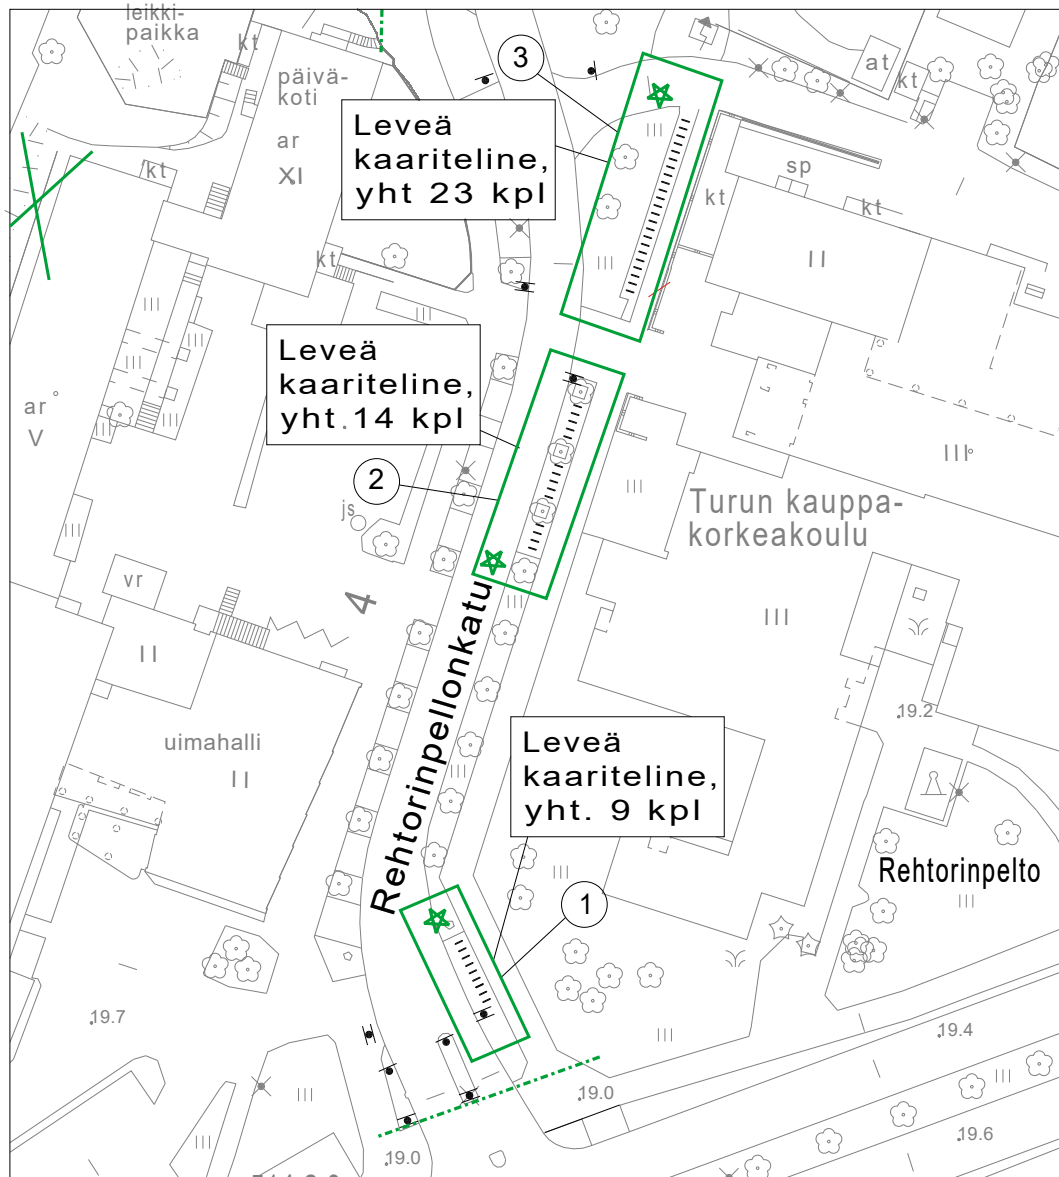 leikki-
paikka
kt
päivä-
koti
ar
XI
kt
kt
3
Leveä
kaariteline,
yht 23 kpl
at
kt
sp
kt
kt
II
III
III
III
III
III
III
III
III
ar
V
Leveä
kaariteline,
yht.14 kpl
2
js
III
III
Turun kauppa-
korkeakoulu
vr
4
II
III
III
19.2
uimahalli
II
Rehtorinpellonkatu
III
Leveä
kaariteline,
yht. 9 kpl
1
Rehtorinpelto
III
III
19.7
III
19.4
III
19.0
III
III
19.6
19.0